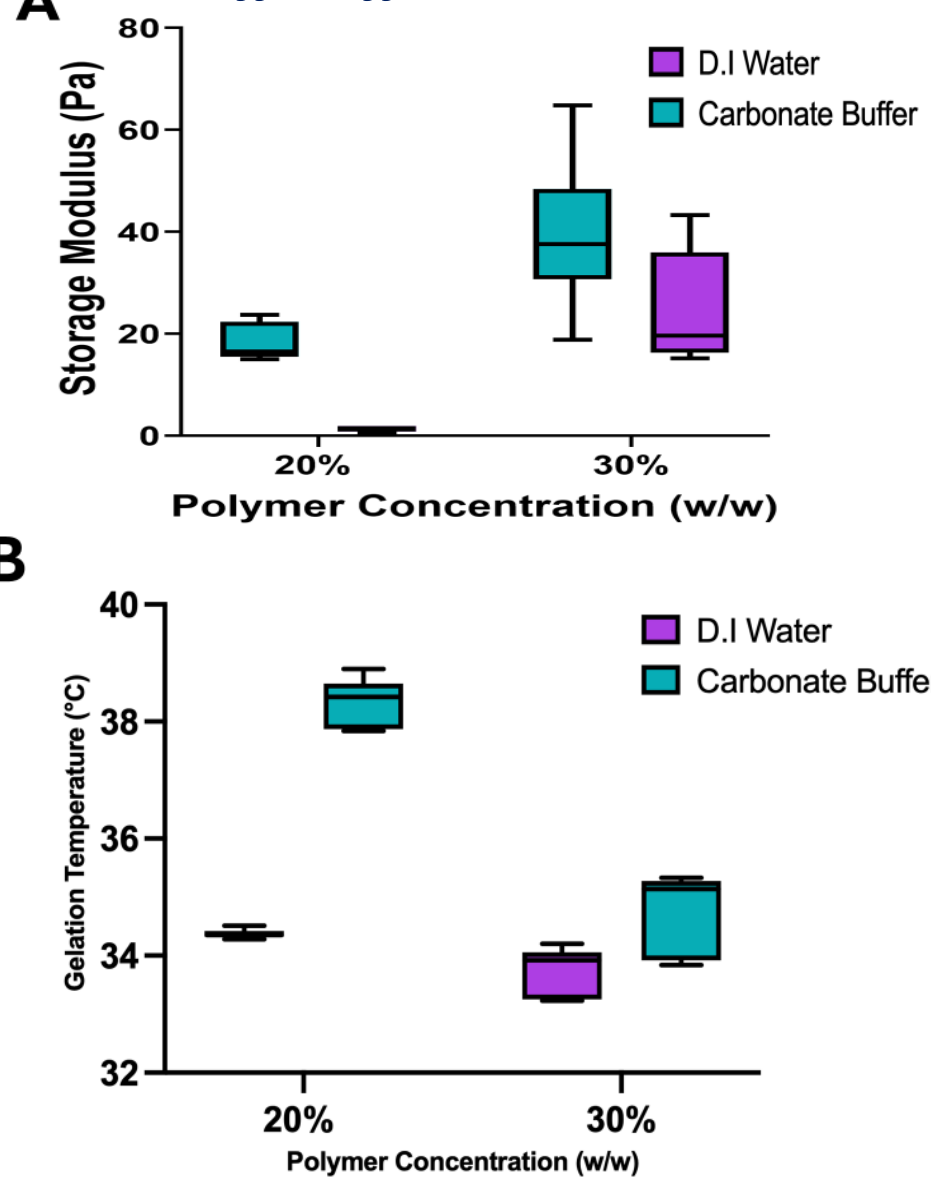 A
80
60
40
20
0
Storage Modulus (Pa)
D.I Water
Carbonate Buffer
20%
30%
Polymer Concentration (w/w)
B
40
38
36
34
32
Gelation Temperature (°C)
D.I Water
Carbonate Buffe
20%
30%
Polymer Concentration (w/w)